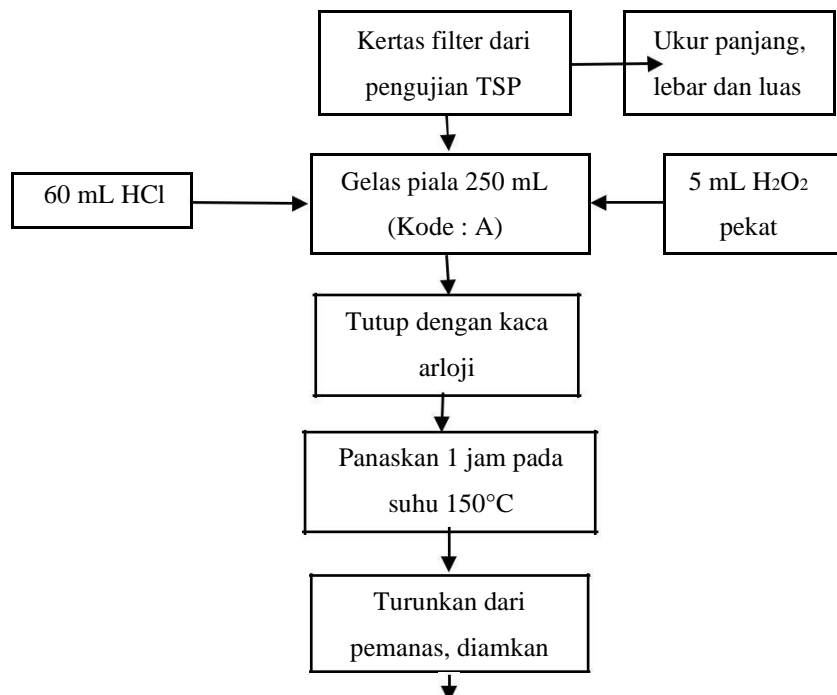 Kertas filter dari
pengujian TSP
Ukur panjang,
lebar dan luas
60 mL HCl
Gelas piala 250 mL
(Kode : A)
5 mL H₂O₂
pekat
Tutup dengan kaca
arloji
Panaskan 1 jam pada
suhu 150°C
Turunkan dari
pemanas, diamkan